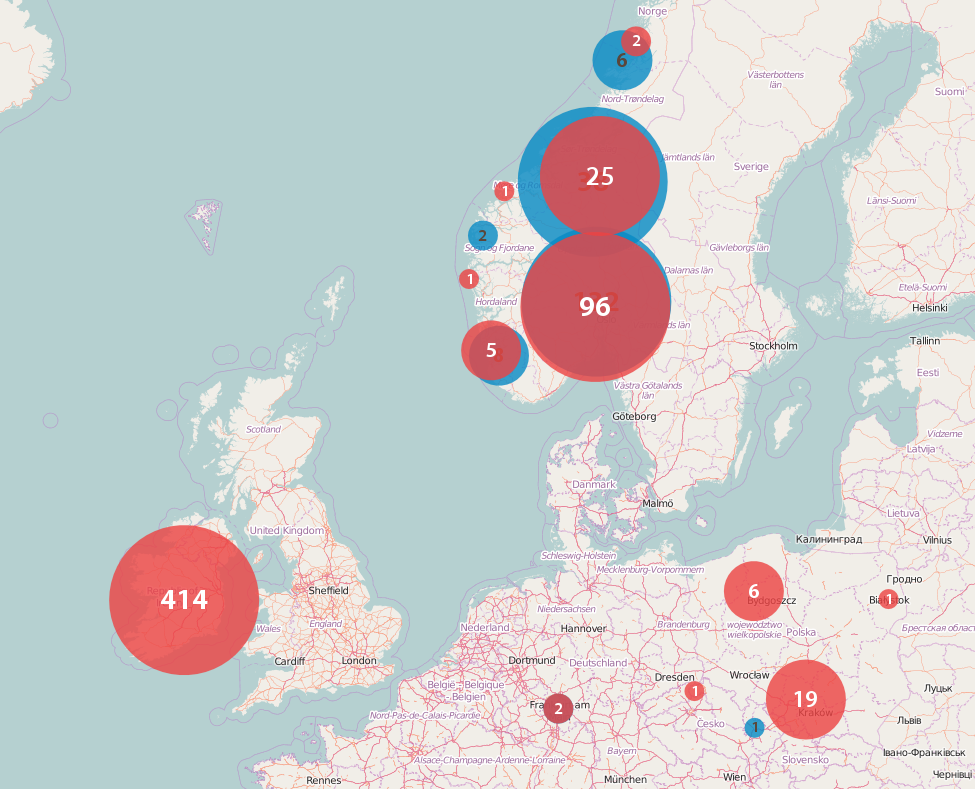 Norge
2
6
Västerbottens
län
Suomi
Nord-Trøndelag
Sverige
25
1
Länsi-Suomi
2
Sogn og Fjordane
Gävleborgs län
Dalarnas län
1
Etelä-Suomi
Hordaland
96
Helsinki
Tallinn
Stockholm
5
Eesti
Västra Götalands
län
Göteborg
Scotland
Vidzeme
Latvija
Danmark
Malmö
Lietuva
United Kingdom
Калининград
Vilnius
Schleswig-Holstein
Mecklenburg-Vorpommern
Гродно
Sheffield
6
Bydgoszcz
1
Białystok
414
Niedersachsen
Wales
England
Nederland
Hannover
Brandenburg
województwo
wielkopolskie
Polska
Брестская област
Cardiff
London
Dortmund
Deutschland
Dresden
Wrocław
België - Belgique
Belgien
1
Луцьк
19
Kraków
2
Nord-Pas-de-Calais-Picardie
Česko
1
Львів
Bayern
Alsace-Champagne-Ardenne-Lorraine
Slovensko
Івано-Франківськ
Rennes
München
Wien
Чернівці